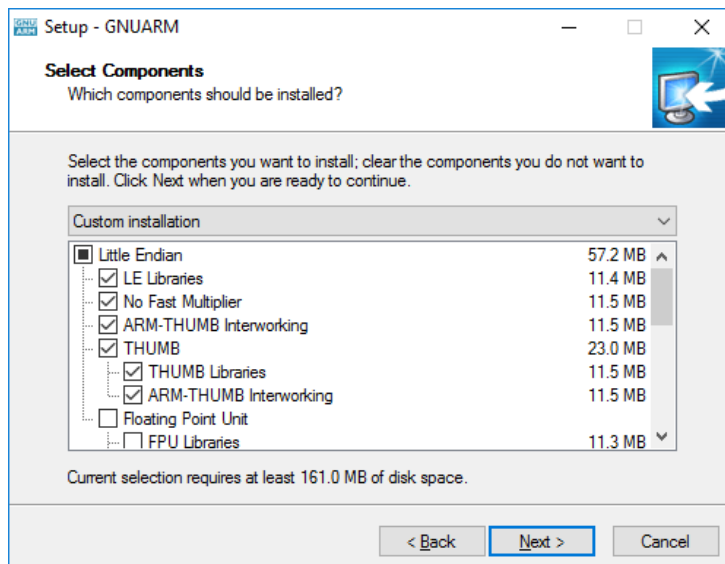 GNU
ARM
Setup - GNUARM
Select Components
Which components should be installed?
Select the components you want to install; clear the components you do not want to
install. Click Next when you are ready to continue.
Custom installation
Little Endian 57.2 MB
LE Libraries 11.4 MB
No Fast Multiplier 11.5 MB
ARM-THUMB Interworking 11.5 MB
THUMB 23.0 MB
THUMB Libraries 11.5 MB
ARM-THUMB Interworking 11.5 MB
Floating Point Unit
FPU Libraries 11.3 MB
Current selection requires at least 161.0 MB of disk space.
< Back Next > Cancel